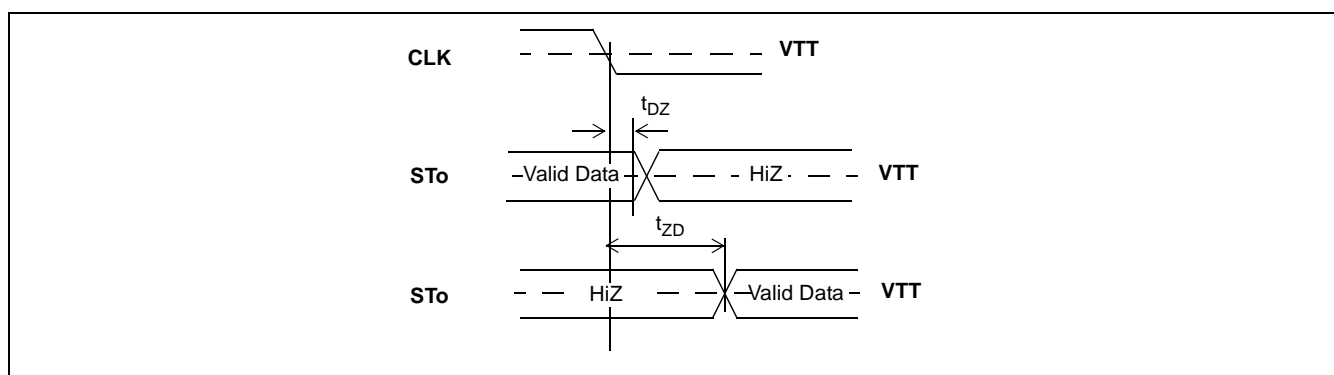 CLK VTT
tDZ
STo Valid Data HiZ VTT
tZD
STo HiZ Valid Data VTT